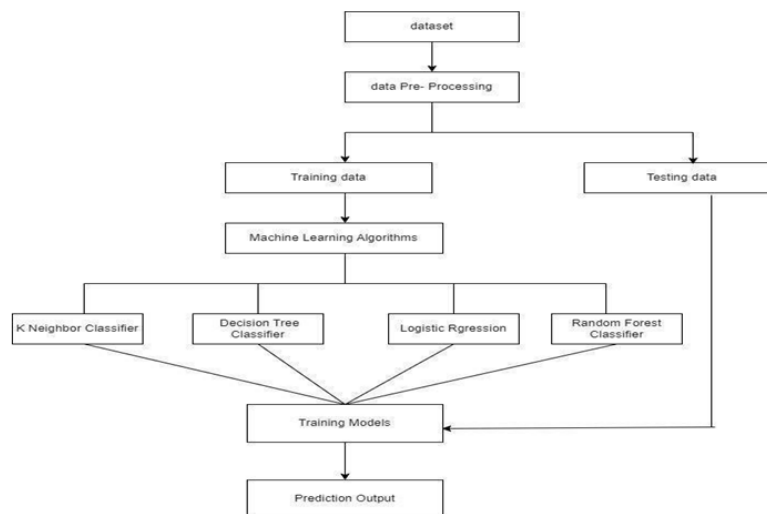 dataset
data Pre- Processing
Training data
Testing data
Machine Learning Algorithms
K Neighbor Classifier
Decision Tree
Classifier
Logistic Rgression
Random Forest
Classifier
Training Models
Prediction Output